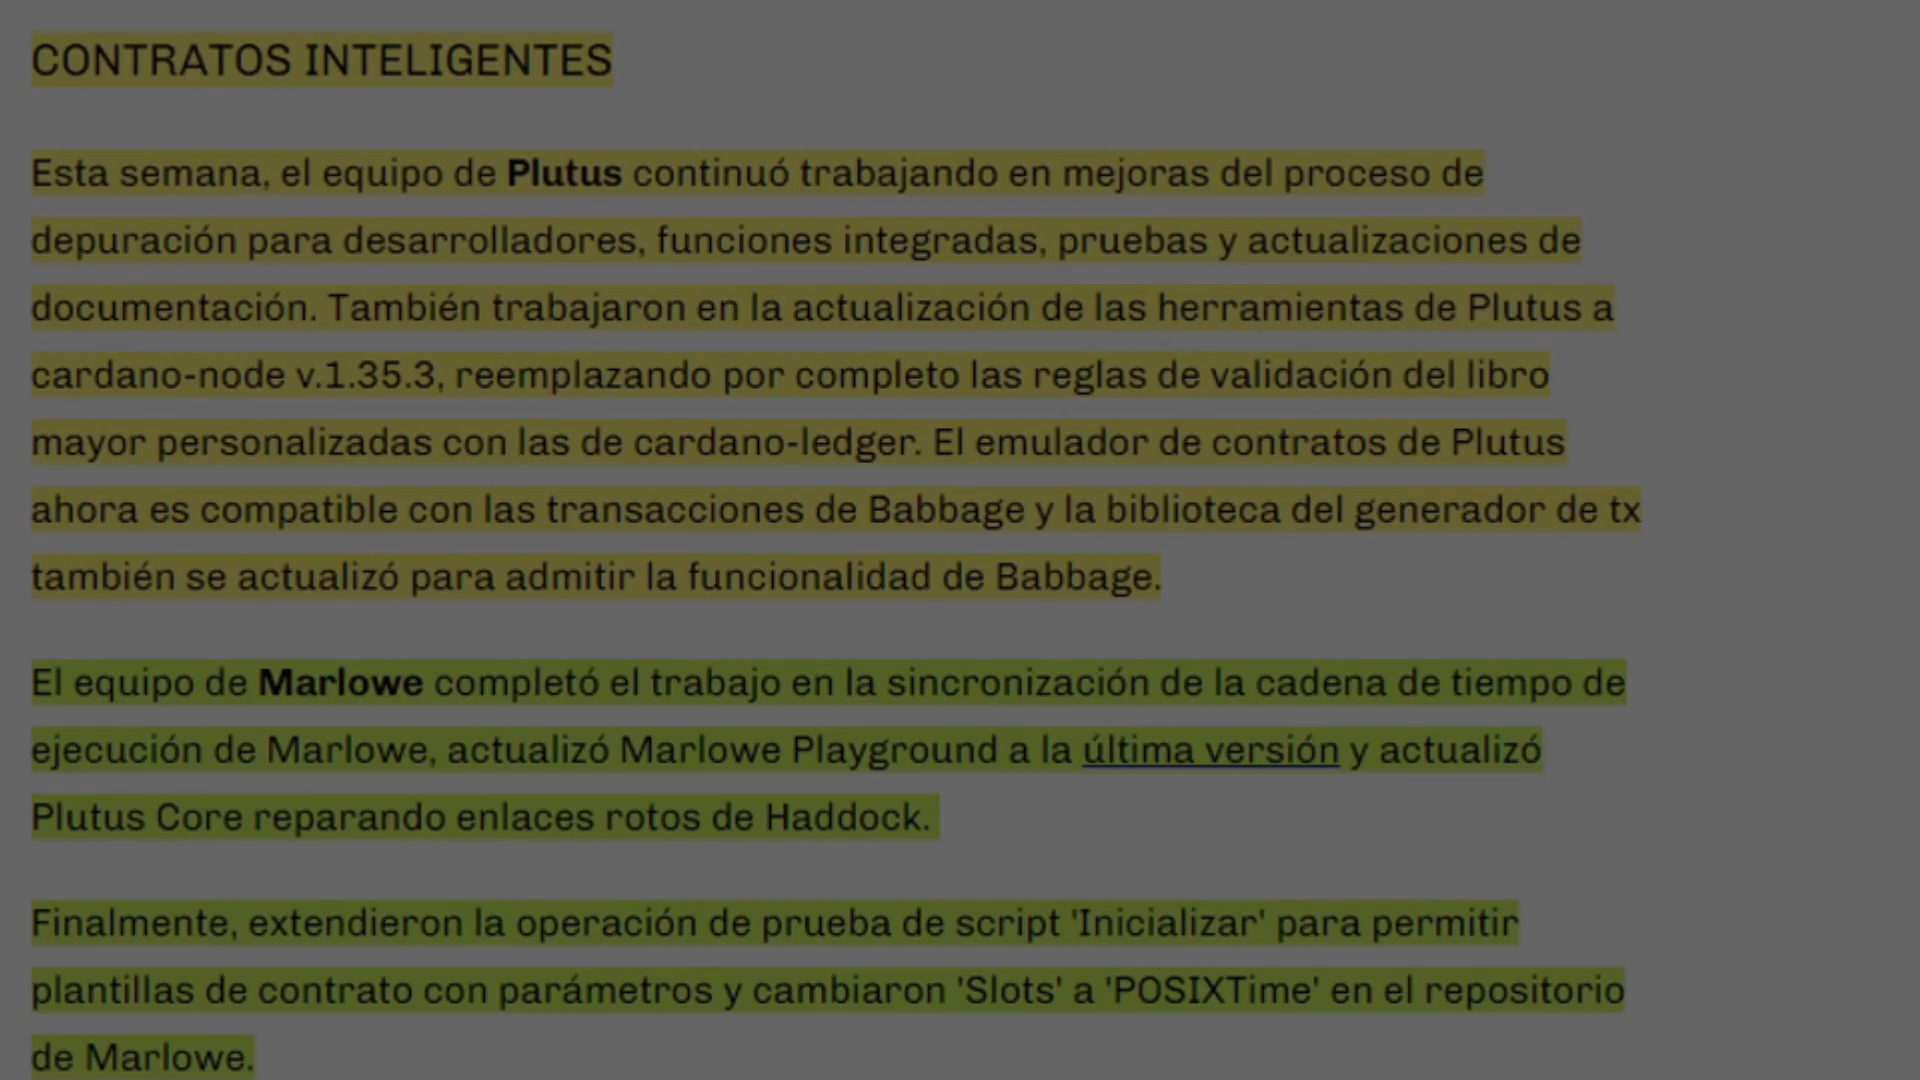 CONTRATOS INTELIGENTES
Esta semana, el equipo de Plutus continuó trabajando en mejoras del proceso de
depuración para desarrolladores, funciones integradas, pruebas y actualizaciones de
documentación. También trabajaron en la actualización de las herramientas de Plutus a
cardano-node v.1.35.3, reemplazando por completo las reglas de validación del libro
mayor personalizadas con las de cardano-ledger. El emulador de contratos de Plutus
ahora es compatible con las transacciones de Babbage y la biblioteca del generador de tx
también se actualizó para admitir la funcionalidad de Babbage.
El equipo de Marlowe completó el trabajo en la sincronización de la cadena de tiempo de
ejecución de Marlowe, actualizó Marlowe Playground a la última versión y actualizó
Plutus Core reparando enlaces rotos de Haddock.
Finalmente, extendieron la operación de prueba de script 'Inicializar' para permitir
plantillas de contrato con parámetros y cambiaron 'Slots' a 'POSIXTime' en el repositorio
de Marlowe.